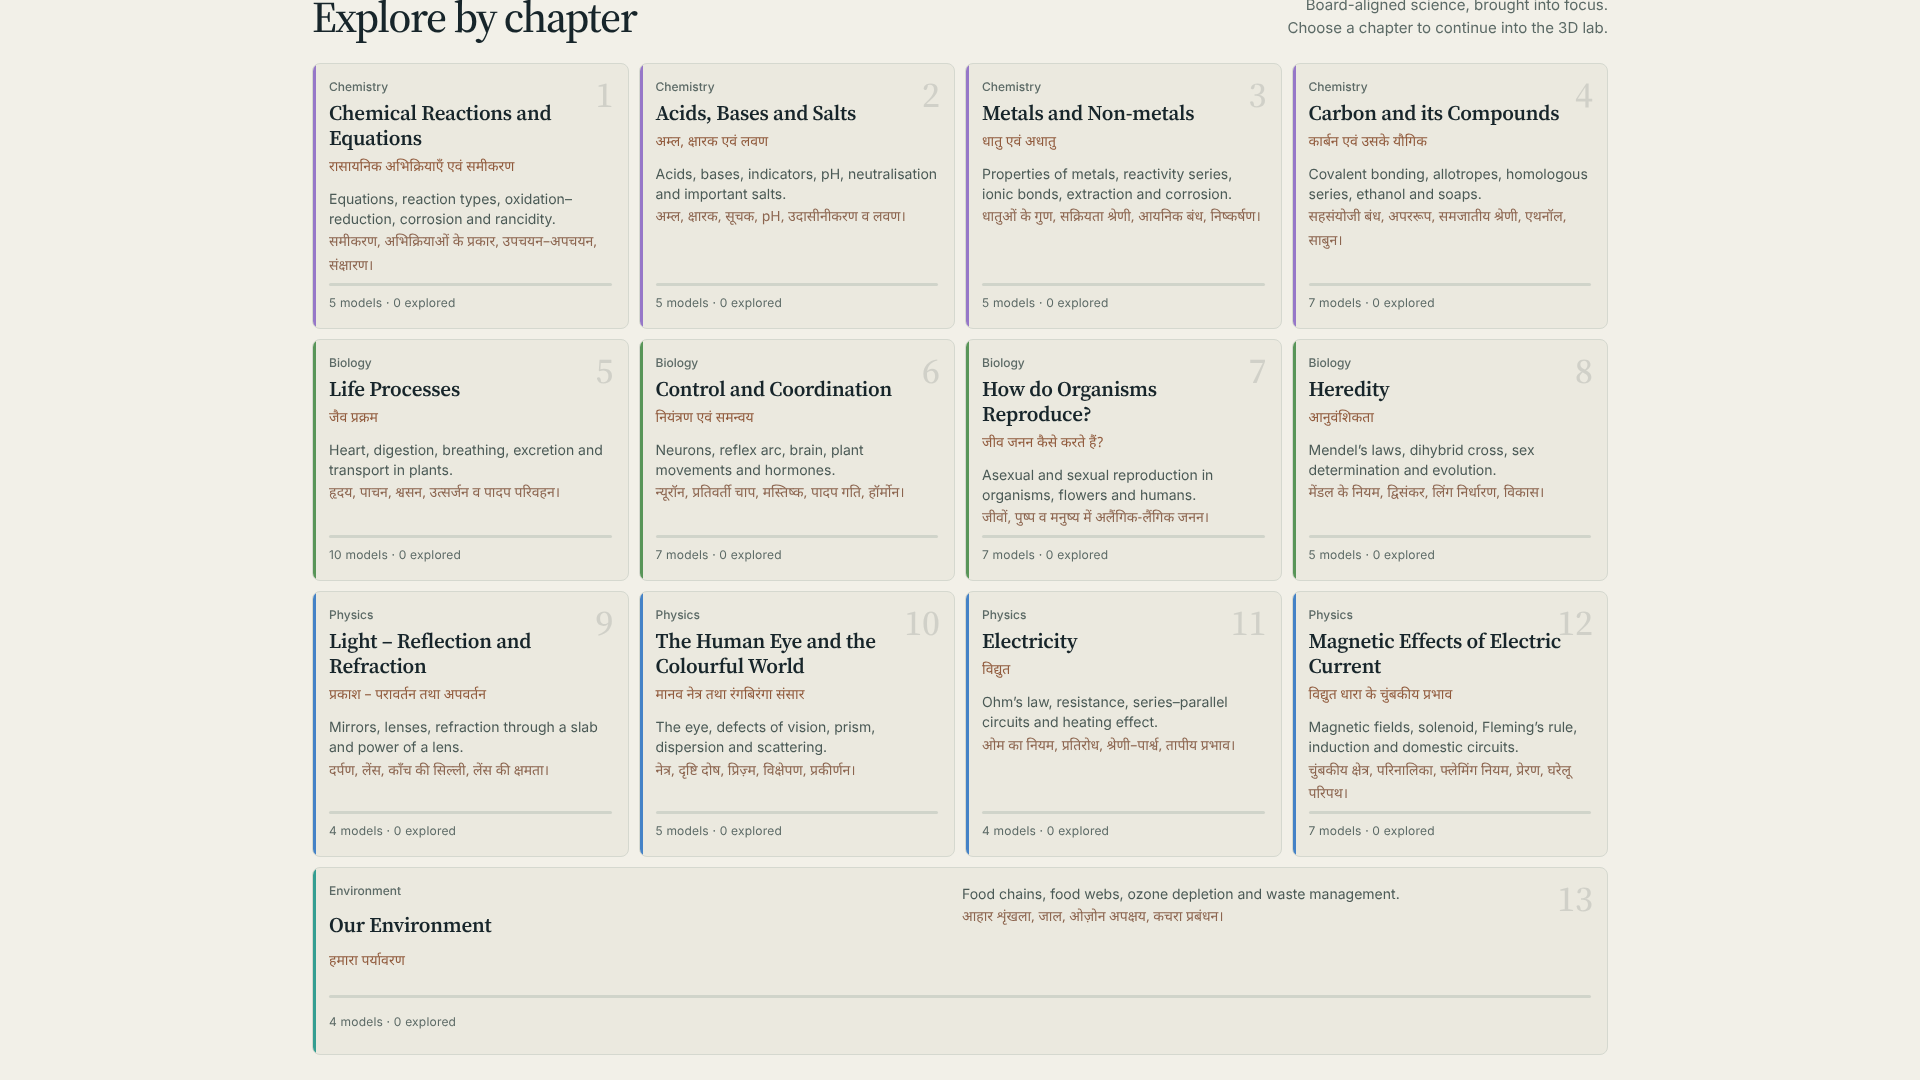 Explore by chapter
Board-aligned science, brought into focus.
Choose a chapter to continue into the 3D lab.
Chemistry
1
Chemical Reactions and
Equations
रासायनिक अभिक्रियाएँ एवं समीकरण
Equations, reaction types, oxidation–
reduction, corrosion and rancidity.
समीकरण, अभिक्रियाओं के प्रकार, उपचयन–अपचयन,
संक्षारण।
5 models · 0 explored
Chemistry
2
Acids, Bases and Salts
अम्ल, क्षारक एवं लवण
Acids, bases, indicators, pH, neutralisation
and important salts.
अम्ल, क्षारक, सूचक, pH, उदासीनीकरण व लवण।
5 models · 0 explored
Chemistry
3
Metals and Non-metals
धातु एवं अधातु
Properties of metals, reactivity series,
ionic bonds, extraction and corrosion.
धातुओं के गुण, सक्रियता श्रेणी, आयनिक बंध, निष्कर्षण।
5 models · 0 explored
Chemistry
4
Carbon and its Compounds
कार्बन एवं उसके यौगिक
Covalent bonding, allotropes, homologous
series, ethanol and soaps.
सहसंयोजी बंध, अपररूप, समजातीय श्रेणी, एथनॉल,
साबुन।
7 models · 0 explored
Biology
5
Life Processes
जैव प्रक्रम
Heart, digestion, breathing, excretion and
transport in plants.
हृदय, पाचन, श्वसन, उत्सर्जन व पादप परिवहन।
10 models · 0 explored
Biology
6
Control and Coordination
नियंत्रण एवं समन्वय
Neurons, reflex arc, brain, plant
movements and hormones.
न्यूरॉन, प्रतिवर्ती चाप, मस्तिष्क, पादप गति, हॉर्मोन।
7 models · 0 explored
Biology
7
How do Organisms
Reproduce?
जीव जनन कैसे करते हैं?
Asexual and sexual reproduction in
organisms, flowers and humans.
जीवों, पुष्प व मनुष्य में अलैंगिक-लैंगिक जनन।
7 models · 0 explored
Biology
8
Heredity
आनुवंशिकता
Mendel’s laws, dihybrid cross, sex
determination and evolution.
मेंडल के नियम, द्विसंकर, लिंग निर्धारण, विकास।
5 models · 0 explored
Physics
9
Light – Reflection and
Refraction
प्रकाश – परावर्तन तथा अपवर्तन
Mirrors, lenses, refraction through a slab
and power of a lens.
दर्पण, लेंस, काँच की सिल्ली, लेंस की क्षमता।
4 models · 0 explored
Physics
10
The Human Eye and the
Colourful World
मानव नेत्र तथा रंगबिरंगा संसार
The eye, defects of vision, prism,
dispersion and scattering.
नेत्र, दृष्टि दोष, प्रिज़्म, विक्षेपण, प्रकीर्णन।
5 models · 0 explored
Physics
11
Electricity
विद्युत
Ohm’s law, resistance, series–parallel
circuits and heating effect.
ओम का नियम, प्रतिरोध, श्रेणी–पार्श्व, तापीय प्रभाव।
4 models · 0 explored
Physics
12
Magnetic Effects of Electric
Current
विद्युत धारा के चुंबकीय प्रभाव
Magnetic fields, solenoid, Fleming’s rule,
induction and domestic circuits.
चुंबकीय क्षेत्र, परिनालिका, फ्लेमिंग नियम, प्रेरण, घरेलू
परिपथ।
7 models · 0 explored
Environment
Our Environment
हमारा पर्यावरण
Food chains, food webs, ozone depletion and waste management.
आहार शृंखला, जाल, ओज़ोन अपक्षय, कचरा प्रबंधन।
13
4 models · 0 explored